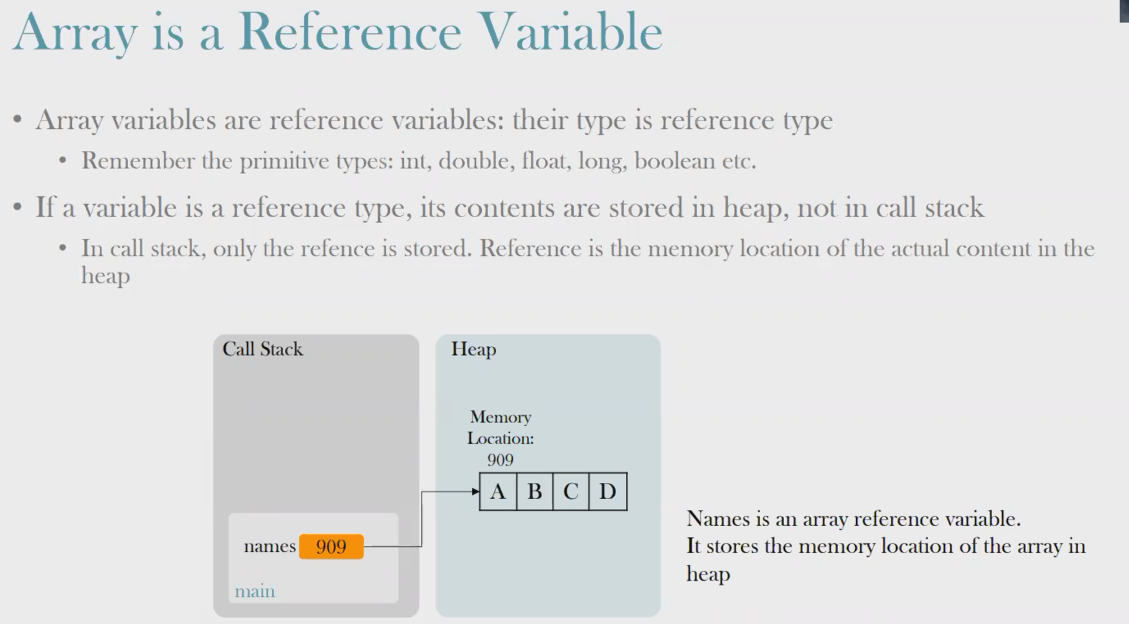 Array is a Reference Variable
• Array variables are reference variables: their type is reference type
• Remember the primitive types: int, double, float, long, boolean etc.
• If a variable is a reference type, its contents are stored in heap, not in call stack
• In call stack, only the refence is stored. Reference is the memory location of the actual content in the
heap
Call Stack
Heap
Memory
Location:
909
A B C D
names 909
main
Names is an array reference variable.
It stores the memory location of the array in
heap